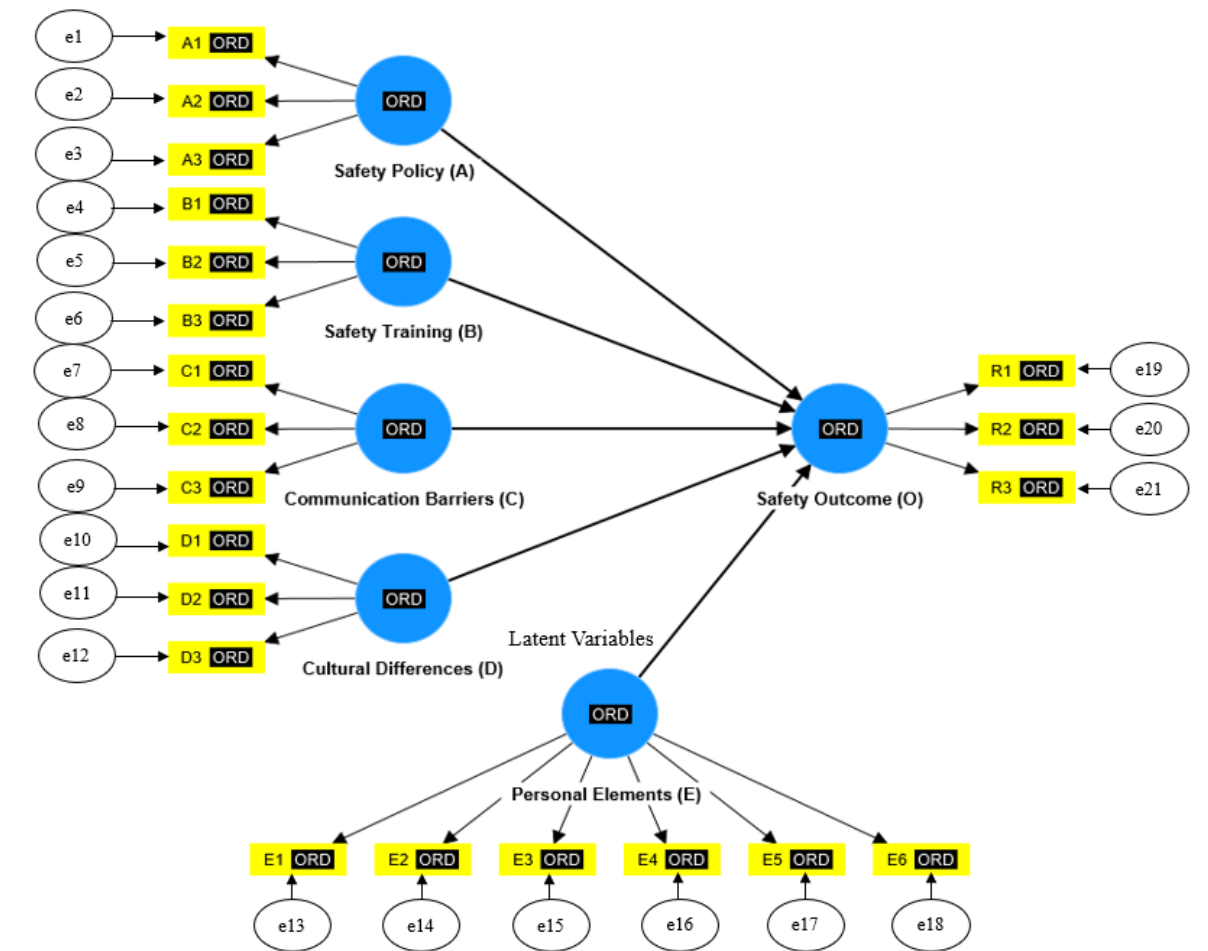 e1
A1 ORD
e2
A2 ORD
ORD
e3
A3 ORD
Safety Policy (A)
e4
B1 ORD
e5
B2 ORD
ORD
e6
B3 ORD
Safety Training (B)
e7
C1 ORD
e8
C2 ORD
ORD
e9
C3 ORD
Communication Barriers (C)
e10
D1 ORD
e11
D2 ORD
ORD
e12
D3 ORD
Cultural Differences (D)
ORD
Safety Outcome (O)
R1 ORD
e19
R2 ORD
e20
R3 ORD
e21
Latent Variables
ORD
Personal Elements (E)
E1 ORD
E2 ORD
E3 ORD
E4 ORD
E5 ORD
E6 ORD
e13
e14
e15
e16
e17
e18